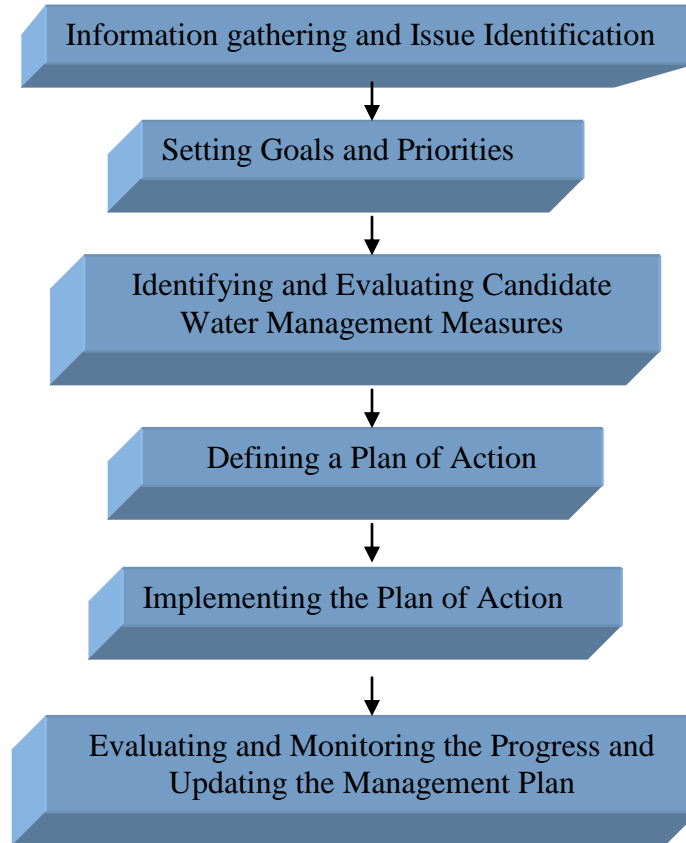 Information gathering and Issue Identification
Setting Goals and Priorities
Identifying and Evaluating Candidate
Water Management Measures
Defining a Plan of Action
Implementing the Plan of Action
Evaluating and Monitoring the Progress and
Updating the Management Plan